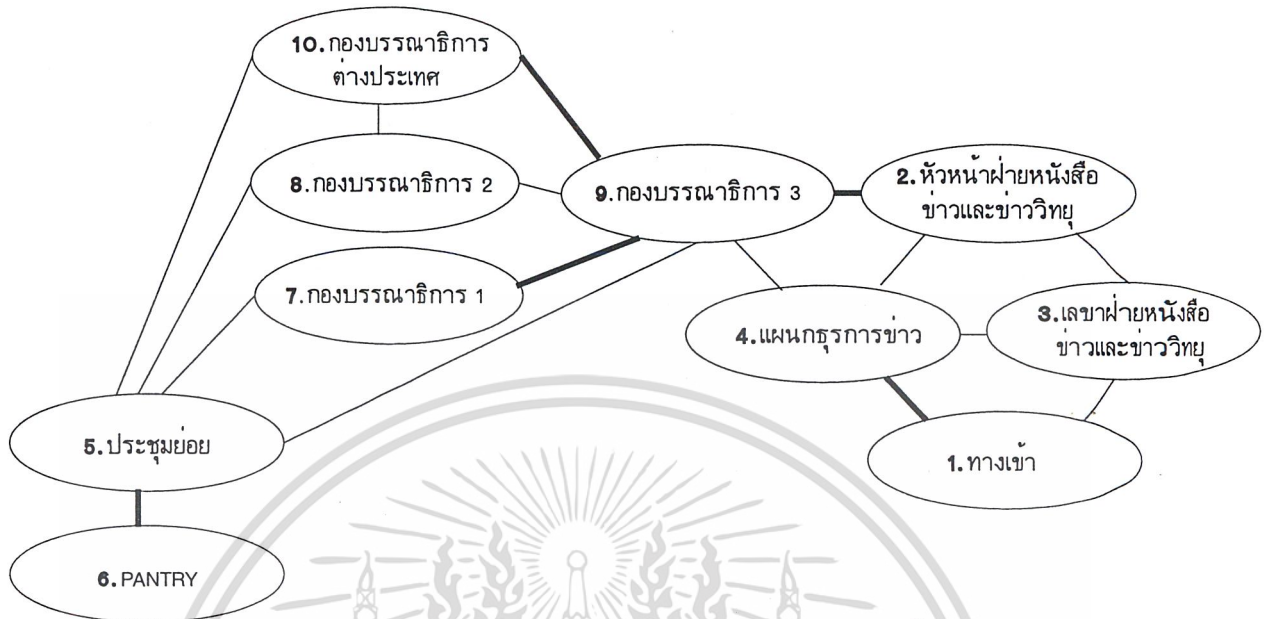 10.กองบรรณาธิการ
ต่างประเทศ
8.กองบรรณาธิการ 2
9.กองบรรณาธิการ 3
2.หัวหน้าฝ่ายหนังสือ
ข่าวและข่าววิทยุ
7.กองบรรณาธิการ 1
4.แผนกธุรการข่าว
3.เลขาฝ่ายหนังสือ
ข่าวและข่าววิทยุ
5.ประชุมย่อย
1.ทางเข้า
6.PANTRY